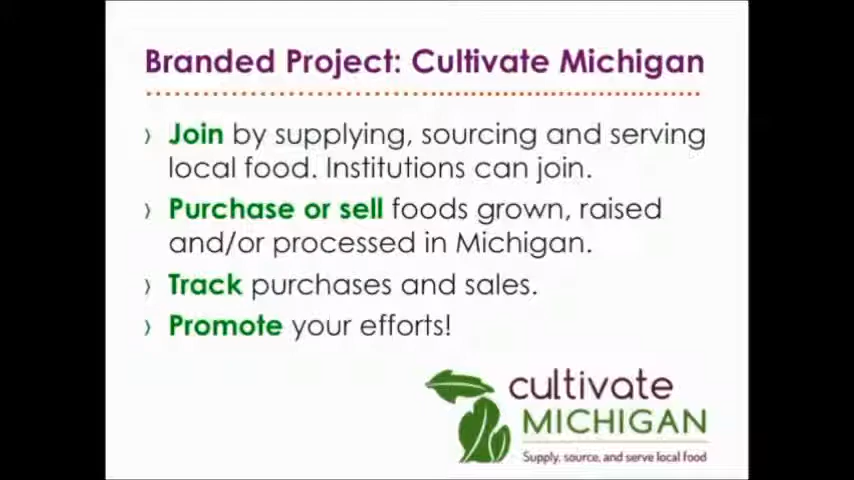 Branded Project: Cultivate Michigan
› Join by supplying, sourcing and serving
local food. Institutions can join.
› Purchase or sell foods grown, raised
and/or processed in Michigan.
› Track purchases and sales.
› Promote your efforts!
cultivate
MICHIGAN
Supply, source, and serve local food